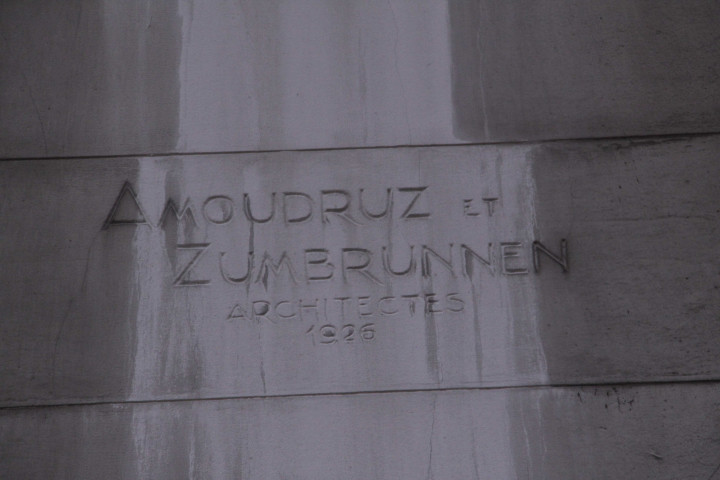 AMOUDRUZ ET
ZUMBRUNNEN
ARCHITECTES
1926